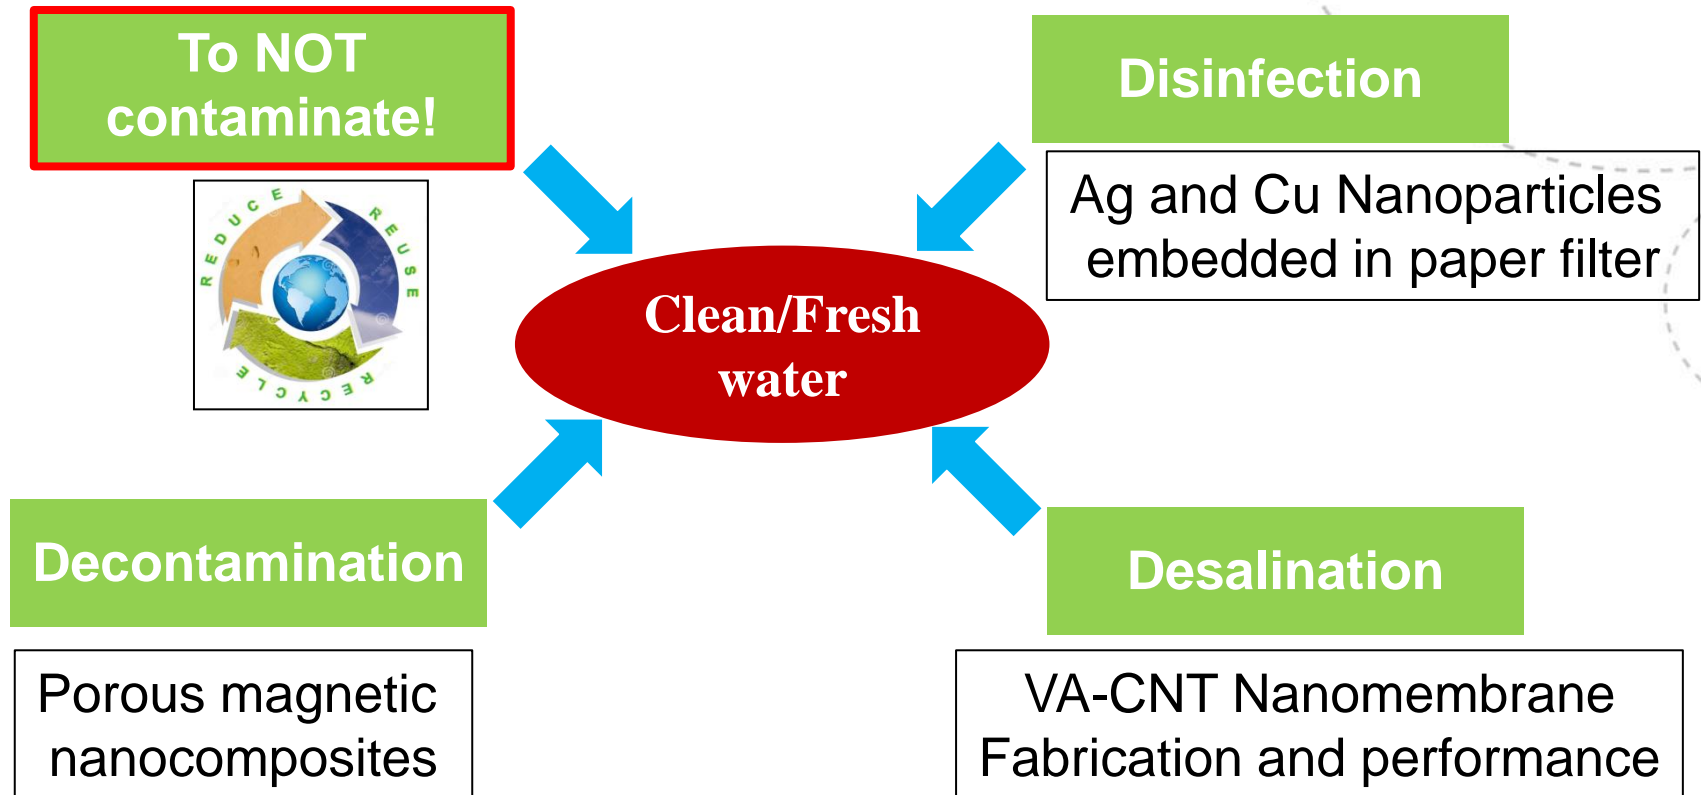 To NOT
contaminate!
REDUCE
REUSE
RECYCLE
Disinfection
Ag and Cu Nanoparticles
embedded in paper filter
Clean/Fresh
water
Decontamination
Porous magnetic
nanocomposites
Desalination
VA-CNT Nanomembrane
Fabrication and performance